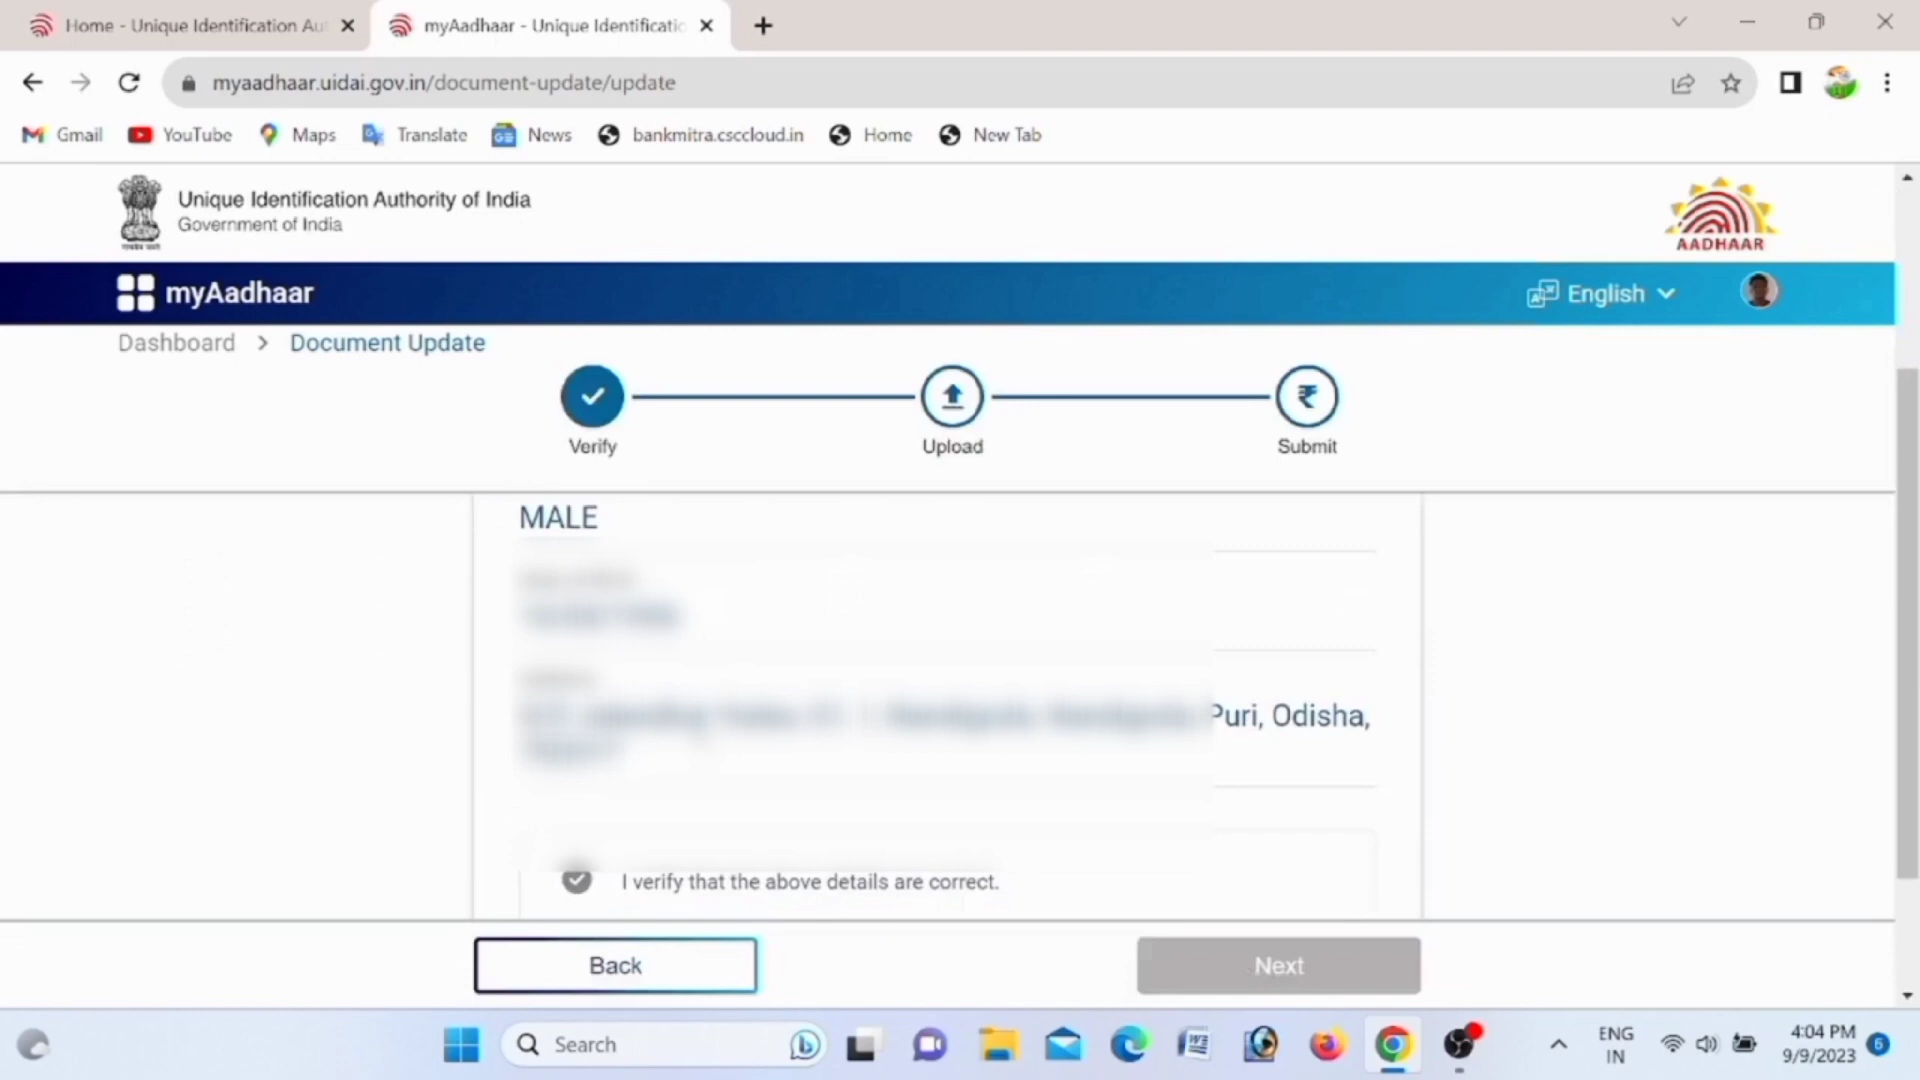 Home - Unique Identification Au
myAadhaar - Unique Identificatio
myaadhaar.uidai.gov.in/document-update/update
Gmail
YouTube
Maps
Translate
News
bankmitra.csccloud.in
Home
New Tab
Unique Identification Authority of India
Government of India
AADHAAR
myAadhaar
English
Dashboard > Document Update
Verify
Upload
Submit
MALE
Puri, Odisha,
I verify that the above details are correct.
Back
Next
Search
ENG
IN
4:04 PM
9/9/2023
6